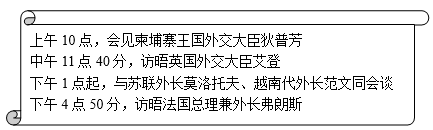 上午 10 点，会见柬埔寨王国外交大臣狄普芳
中午 11 点 40 分，访晤英国外交大臣艾登
下午 1 点起，与苏联外长莫洛托夫、越南代外长范文同会谈
下午 4 点 50 分，访晤法国总理兼外长弗朗斯